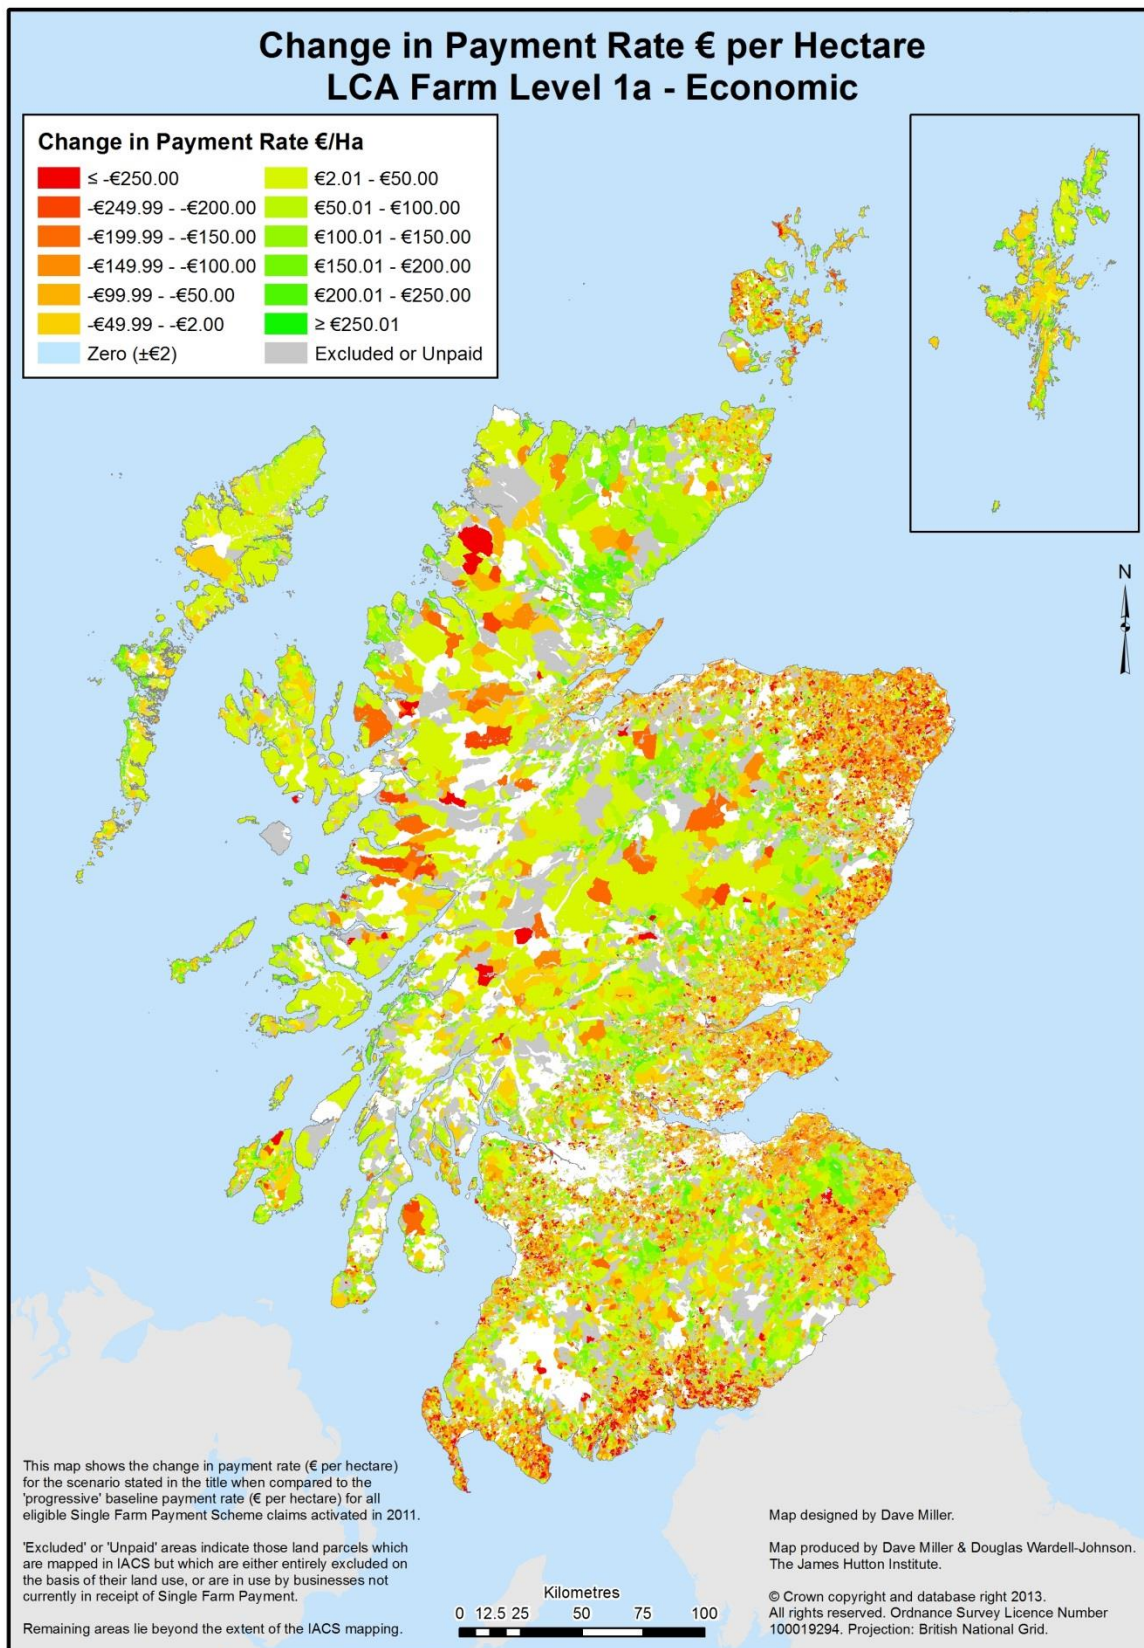 Change in Payment Rate € per Hectare
LCA Farm Level 1a - Economic
Change in Payment Rate €/Ha
≤ -€250.00
-€249.99 - -€200.00
-€199.99 - -€150.00
-€149.99 - -€100.00
-€99.99 - -€50.00
-€49.99 - -€2.00
Zero (±€2)
€2.01 - €50.00
€50.01 - €100.00
€100.01 - €150.00
€150.01 - €200.00
€200.01 - €250.00
≥ €250.01
Excluded or Unpaid
N
This map shows the change in payment rate (€ per hectare)
for the scenario stated in the title when compared to the
'progressive' baseline payment rate (€ per hectare) for all
eligible Single Farm Payment Scheme claims activated in 2011.
'Excluded' or 'Unpaid' areas indicate those land parcels which
are mapped in IACS but which are either entirely excluded on
the basis of their land use, or are in use by businesses not
currently in receipt of Single Farm Payment.
Remaining areas lie beyond the extent of the IACS mapping.
Kilometres
0 12.5 25 50 75 100
Map designed by Dave Miller.
Map produced by Dave Miller & Douglas Wardell-Johnson.
The James Hutton Institute.
© Crown copyright and database right 2013.
All rights reserved. Ordnance Survey Licence Number
100019294. Projection: British National Grid.